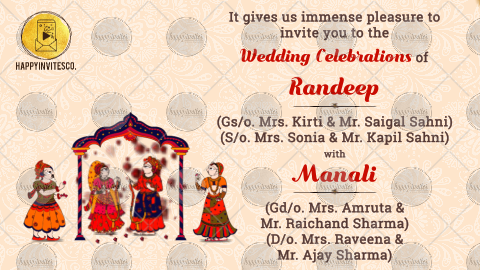 HAPPYINVITESCO.
It gives us immense pleasure to
invite you to the
Wedding Celebrations of
Randeep
(Gs/o. Mrs. Kirti & Mr. Saigal Sahni)
(S/o. Mrs. Sonia & Mr. Kapil Sahni)
with
Manali
(Gd/o. Mrs. Amruta &
Mr. Raichand Sharma)
(D/o. Mrs. Raveena &
Mr. Ajay Sharma)